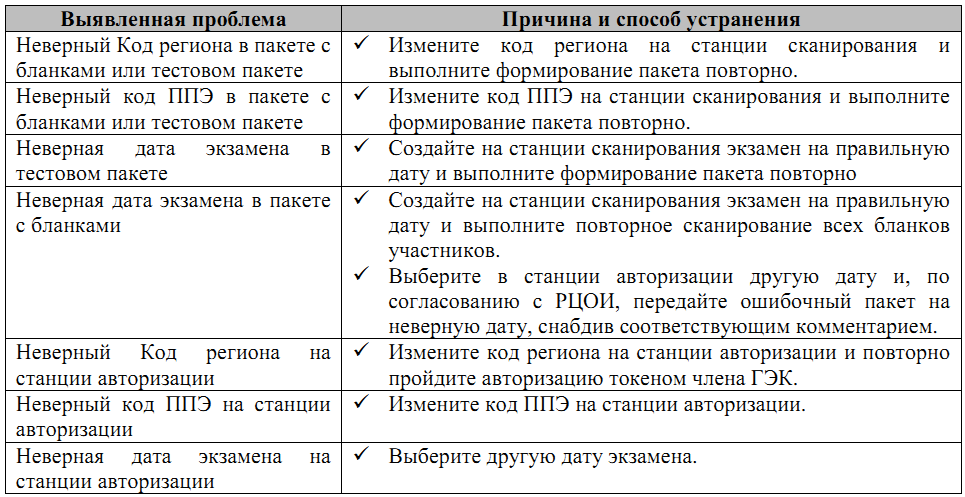 Выявленная проблема
Причина и способ устранения
Неверный Код региона в пакете с
бланками или тестовом пакете
✓ Измените код региона на станции сканирования и
выполните формирование пакета повторно.
Неверный код ППЭ в пакете с
бланками или тестовом пакете
✓ Измените код ППЭ на станции сканирования и выполните
формирование пакета повторно.
Неверная дата экзамена в
тестовом пакете
✓ Создайте на станции сканирования экзамен на правильную
дату и выполните формирование пакета повторно
Неверная дата экзамена в пакете
с бланками
✓ Создайте на станции сканирования экзамен на правильную
дату и выполните повторное сканирование всех бланков
участников.
✓ Выберите в станции авторизации другую дату и, по
согласованию с РЦОИ, передайте ошибочный пакет на
неверную дату, снабдив соответствующим комментарием.
Неверный Код региона на
станции авторизации
✓ Измените код региона на станции авторизации и повторно
пройдите авторизацию токеном члена ГЭК.
Неверный код ППЭ на станции
авторизации
✓ Измените код ППЭ на станции авторизации.
Неверная дата экзамена на
станции авторизации
✓ Выберите другую дату экзамена.